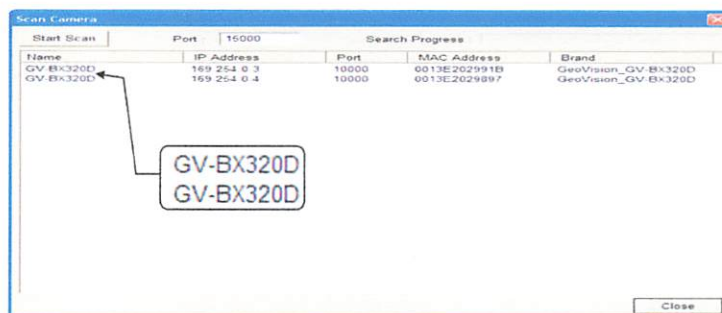 Scan Camera
Start Scan Port 15000 Search Progress
Name IP Address Port MAC Address Brand
GV-BX320D 169.254.0.3 10000 0013E202991B GeoVision_GV-BX320D
GV-BX320D 169.254.0.4 10000 0013E2029897 GeoVision_GV-BX320D
GV-BX320D
GV-BX320D
Close